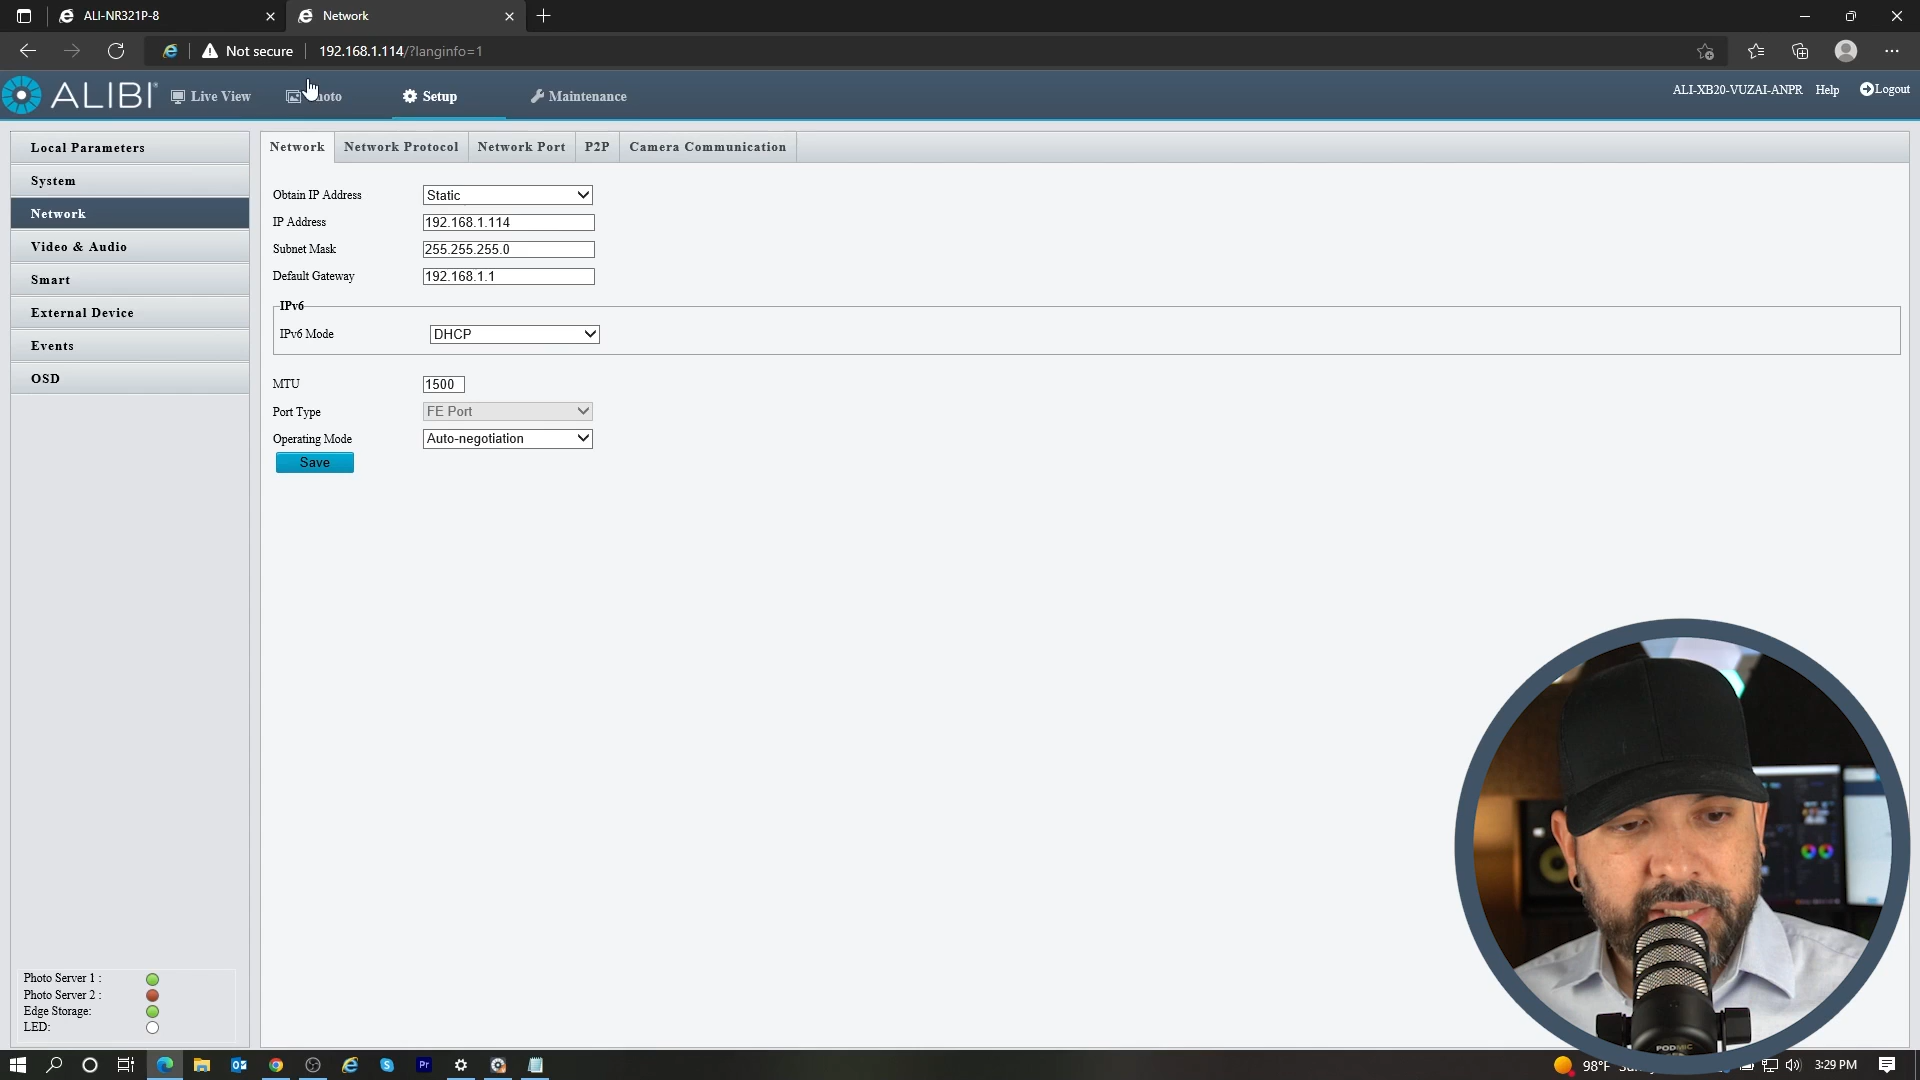 ALI-NR321P-8
Network
Not secure
192.168.1.114/?langinfo=1
ALIBI
Live View
Setup
Maintenance
ALI-XB20-VUZAI-ANPR
Help
Logout
Local Parameters
System
Network
Video & Audio
Smart
External Device
Events
OSD
Network
Network Protocol
Network Port
P2P
Camera Communication
Obtain IP Address
Static
IP Address
192.168.1.114
Subnet Mask
255.255.255.0
Default Gateway
192.168.1.1
IPv6
IPv6 Mode
DHCP
MTU
1500
Port Type
FE Port
Operating Mode
Auto-negotiation
Save
Photo Server 1 :
Photo Server 2 :
Edge Storage:
LED:
PODMIC
Pr
98°F
3:29 PM